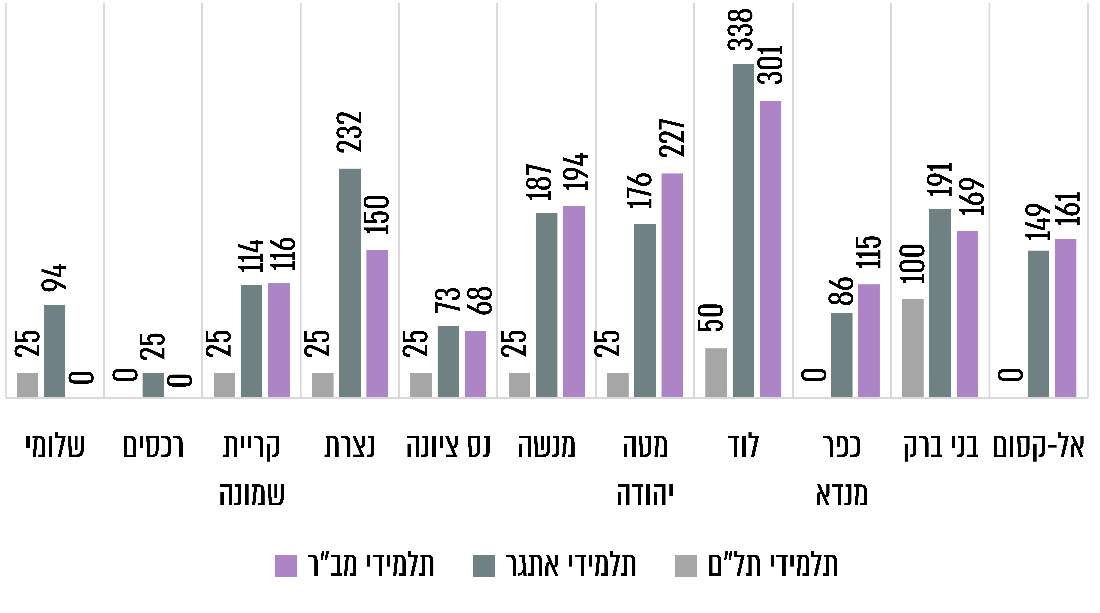 338
301
232
227
187
194
176
191
169
150
149
161
114
116
115
94
86
100
73
68
50
25
0
0
25
0
25
25
25
25
25
0
0
אל-קסום
בני ברק
כפר
מנדא
לוד
מטה
יהודה
מנשה
נס ציונה
נצרת
קריית
שמונה
רכסים
שלומי
תלמידי תל"ם
תלמידי אתגר
תלמידי מב"ר